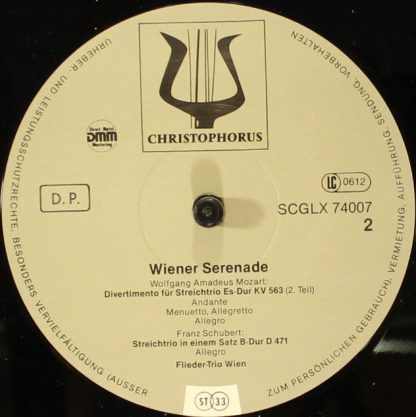 CHRISTOPHORUS
Direct Metal
DMM
Mastering
D.P.
LC 0612
SCGLX 74007
2
Wiener Serenade
Wolfgang Amadeus Mozart:
Divertimento für Streichtrio Es-Dur KV 563 (2. Teil)
Andante
Menuetto, Allegretto
Allegro
Franz Schubert:
Streichtrio in einem Satz B-Dur D 471
Allegro
Flieder-Trio Wien
ST 33
URHEBER- UND LEISTUNGSSCHUTZRECHTE, BESONDERS VERVIELFÄLTIGUNG (AUSSER ZUM PERSÖNLICHEN GEBRAUCH), VERMIETUNG, AUFFÜHRUNG, SENDUNG, VORBEHALTEN